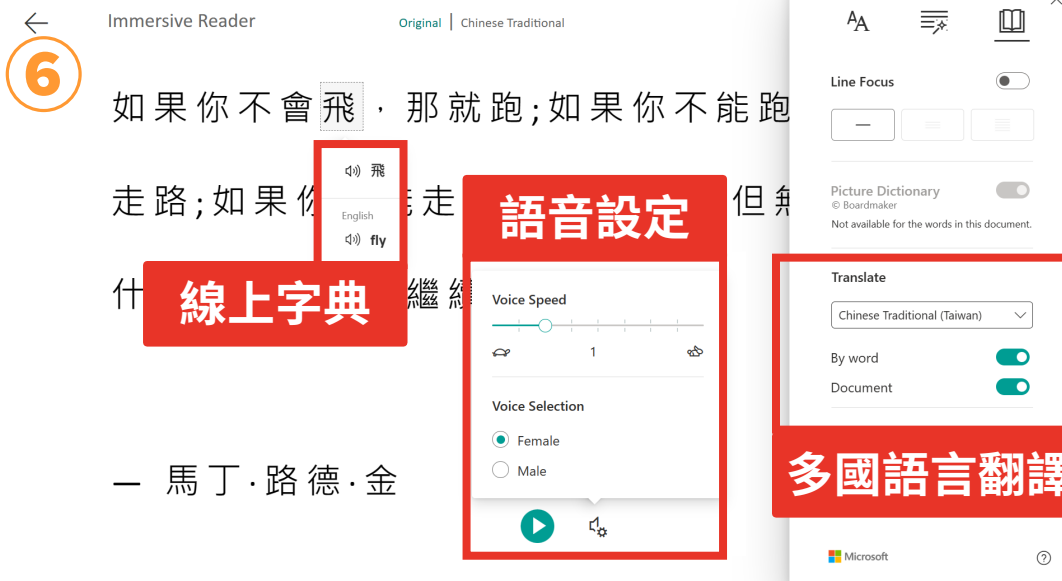 Immersive Reader
Original | Chinese Traditional
6
如果你不會飛，那就跑;如果你不能跑
走路;如果你
走
但
什
繼續
— 馬丁·路德·金
飛
English
fly
線上字典
語音設定
Voice Speed
1
Voice Selection
Female
Male
Line Focus
Picture Dictionary
© Boardmaker
Not available for the words in this document.
Translate
Chinese Traditional (Taiwan)
By word
Document
多國語言翻譯
Microsoft